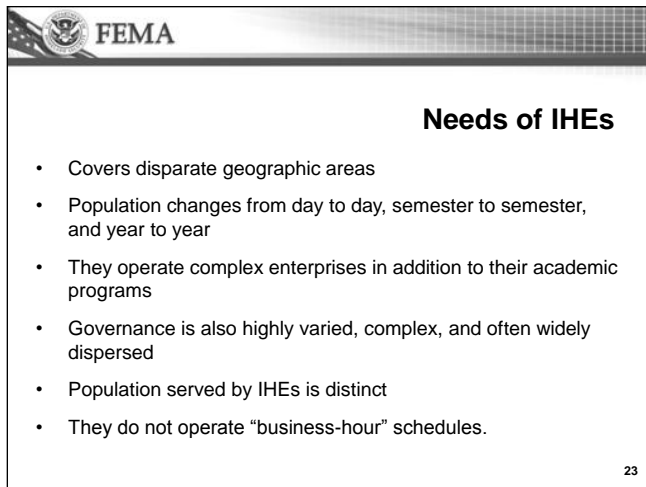 FEMA
Needs of IHEs
• Covers disparate geographic areas
• Population changes from day to day, semester to semester,
and year to year
• They operate complex enterprises in addition to their academic
programs
• Governance is also highly varied, complex, and often widely
dispersed
• Population served by IHEs is distinct
• They do not operate “business-hour” schedules.
23